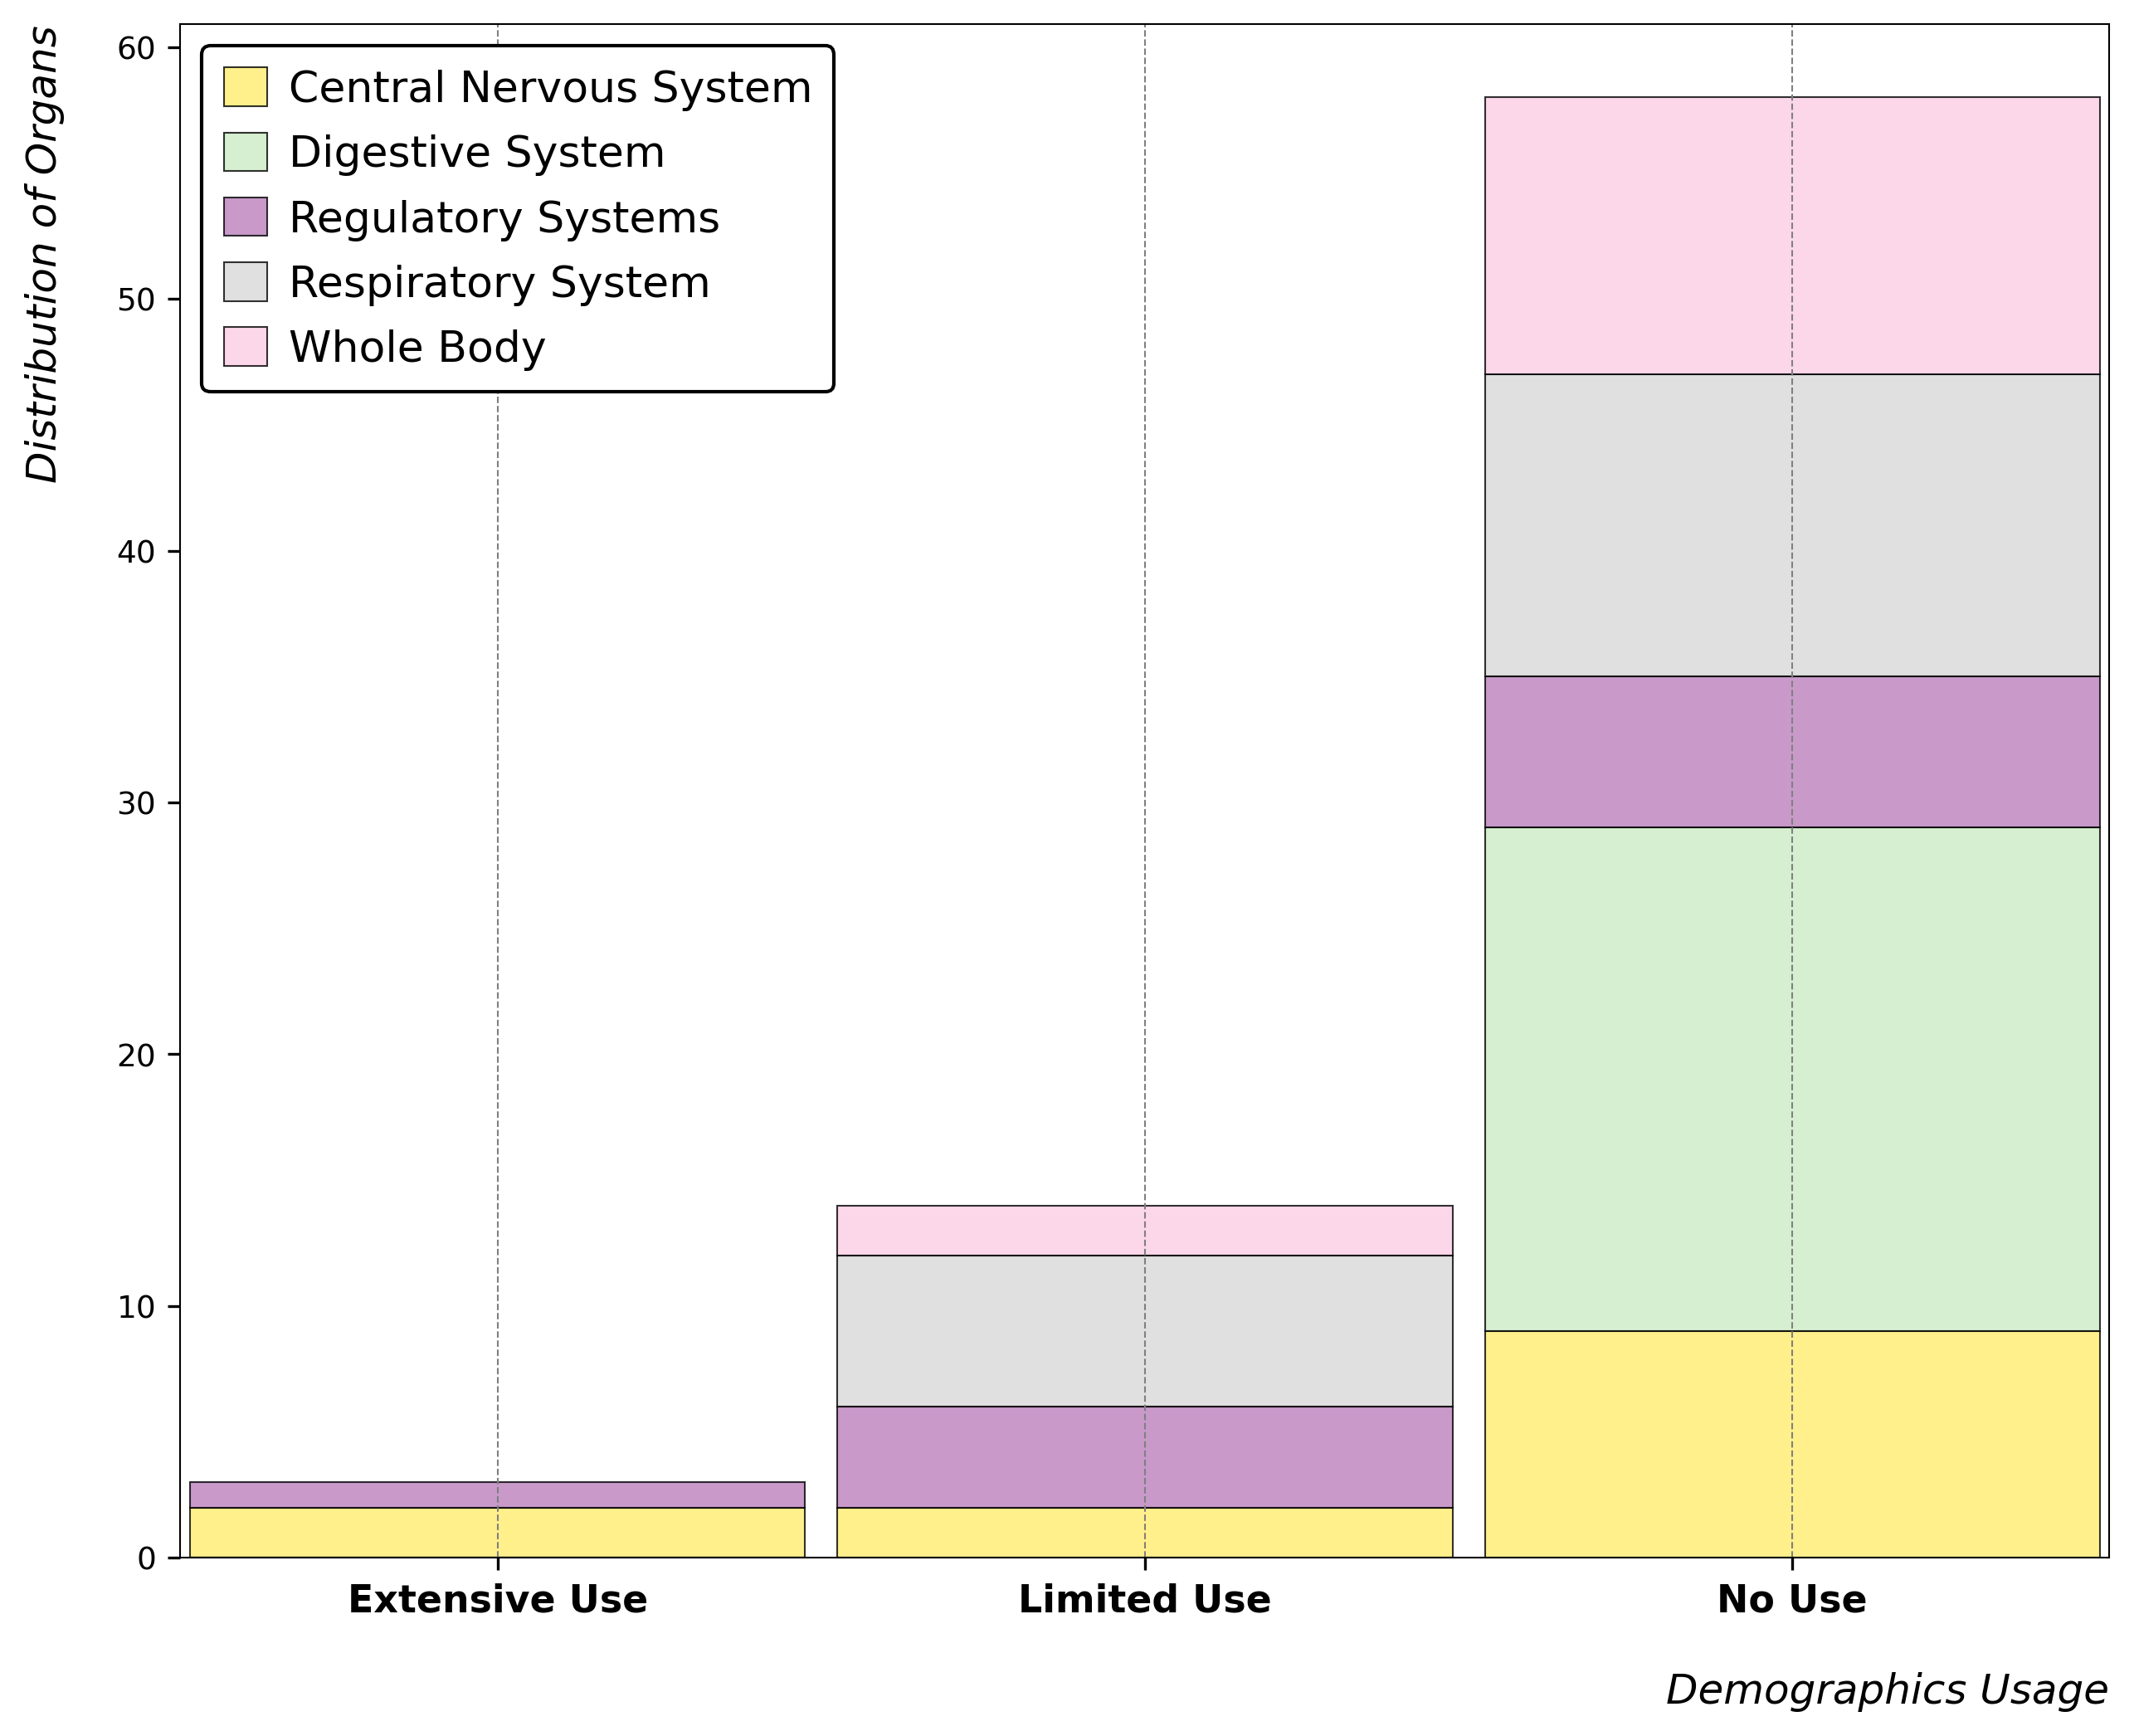 Distribution of Organs
60
50
40
30
20
10
0
Central Nervous System
Digestive System
Regulatory Systems
Respiratory System
Whole Body
Extensive Use
Limited Use
No Use
Demographics Usage